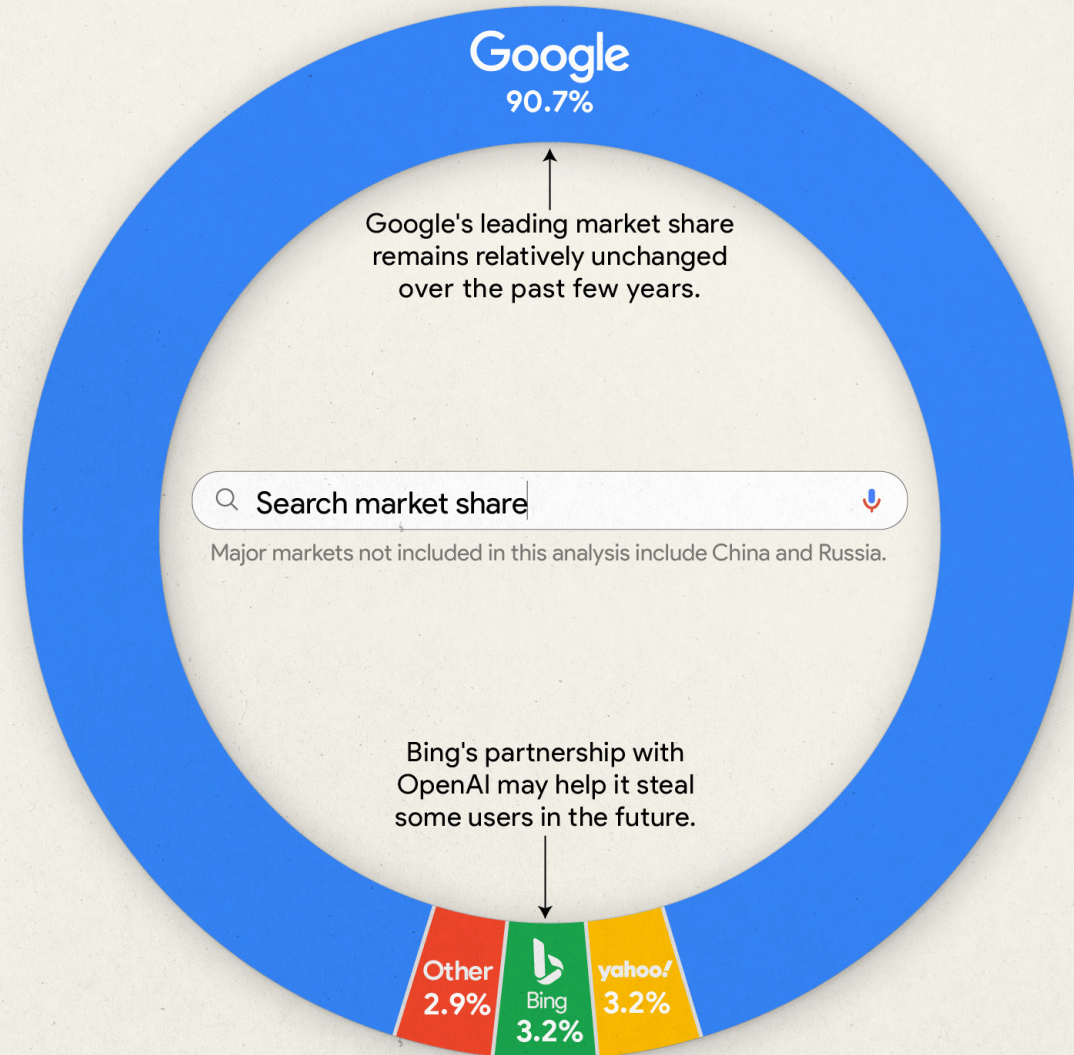 Google
90.7%
Google's leading market share
remains relatively unchanged
over the past few years.
Search market share
Major markets not included in this analysis include China and Russia.
Bing's partnership with
OpenAI may help it steal
some users in the future.
Other
2.9%
Bing
3.2%
yahoo!
3.2%